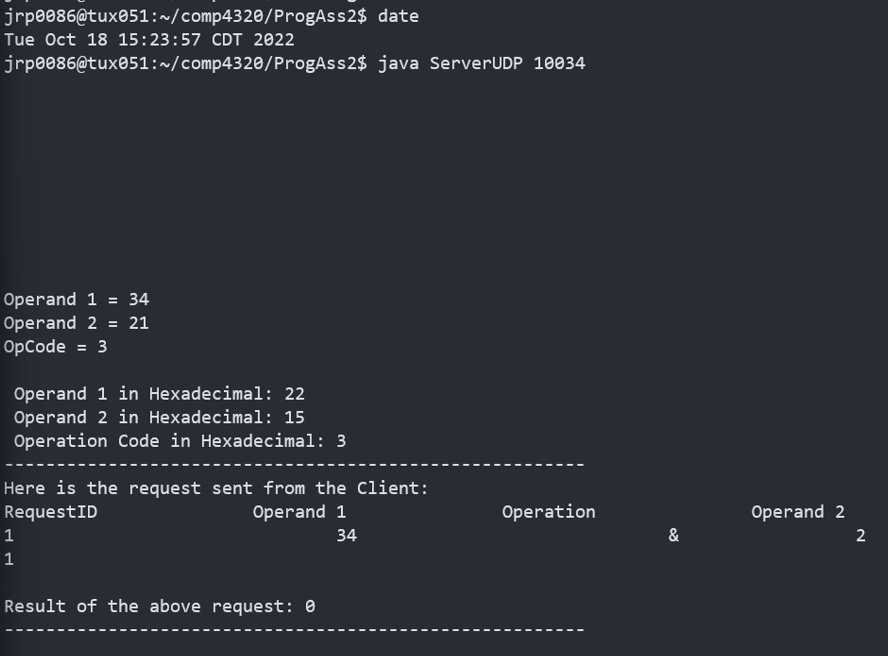 jrp0086@tux051:~/comp4320/ProgAss2$ date
Tue Oct 18 15:23:57 CDT 2022
jrp0086@tux051:~/comp4320/ProgAss2$ java ServerUDP 10034
Operand 1 = 34
Operand 2 = 21
OpCode = 3
Operand 1 in Hexadecimal: 22
Operand 2 in Hexadecimal: 15
Operation Code in Hexadecimal: 3
--------------------------------------------------------
Here is the request sent from the Client:
RequestID Operand 1 Operation Operand 2
1 34 & 2
1
Result of the above request: 0
--------------------------------------------------------